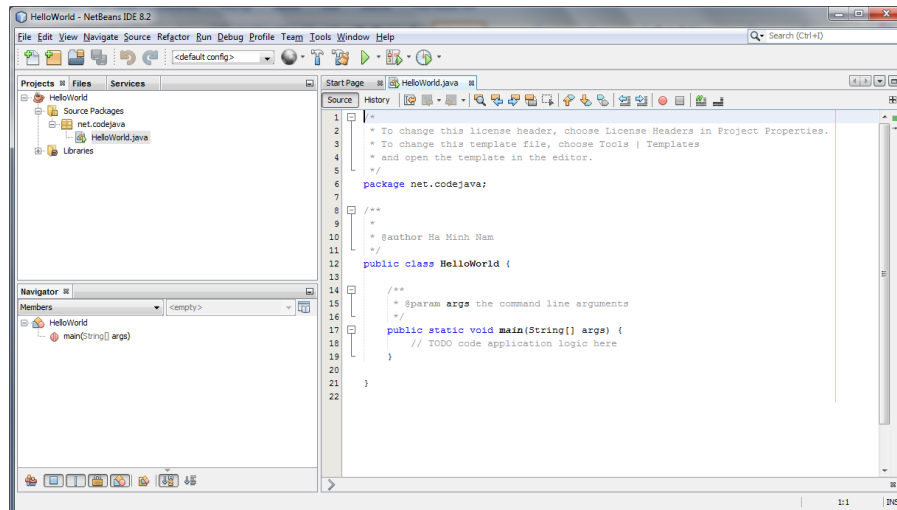 HelloWorld - NetBeans IDE 8.2
File Edit View Navigate Source Refactor Run Debug Profile Team Tools Window Help
Search (Ctrl+I)
<default config>
Projects Files Services
HelloWorld
Source Packages
net.codejava
HelloWorld.java
Libraries
Navigator
Members <empty>
HelloWorld
main(String[] args)
Start Page HelloWorld.java
Source History
1 /*
2 * To change this license header, choose License Headers in Project Properties.
3 * To change this template file, choose Tools | Templates
4 * and open the template in the editor.
5 */
6 package net.codejava;
7
8 /**
9 *
10 * @author Ha Minh Nam
11 */
12 public class HelloWorld {
13
14 /**
15 * @param args the command line arguments
16 */
17 public static void main(String[] args) {
18 // TODO code application logic here
19 }
20
21 }
22
1:1 INS